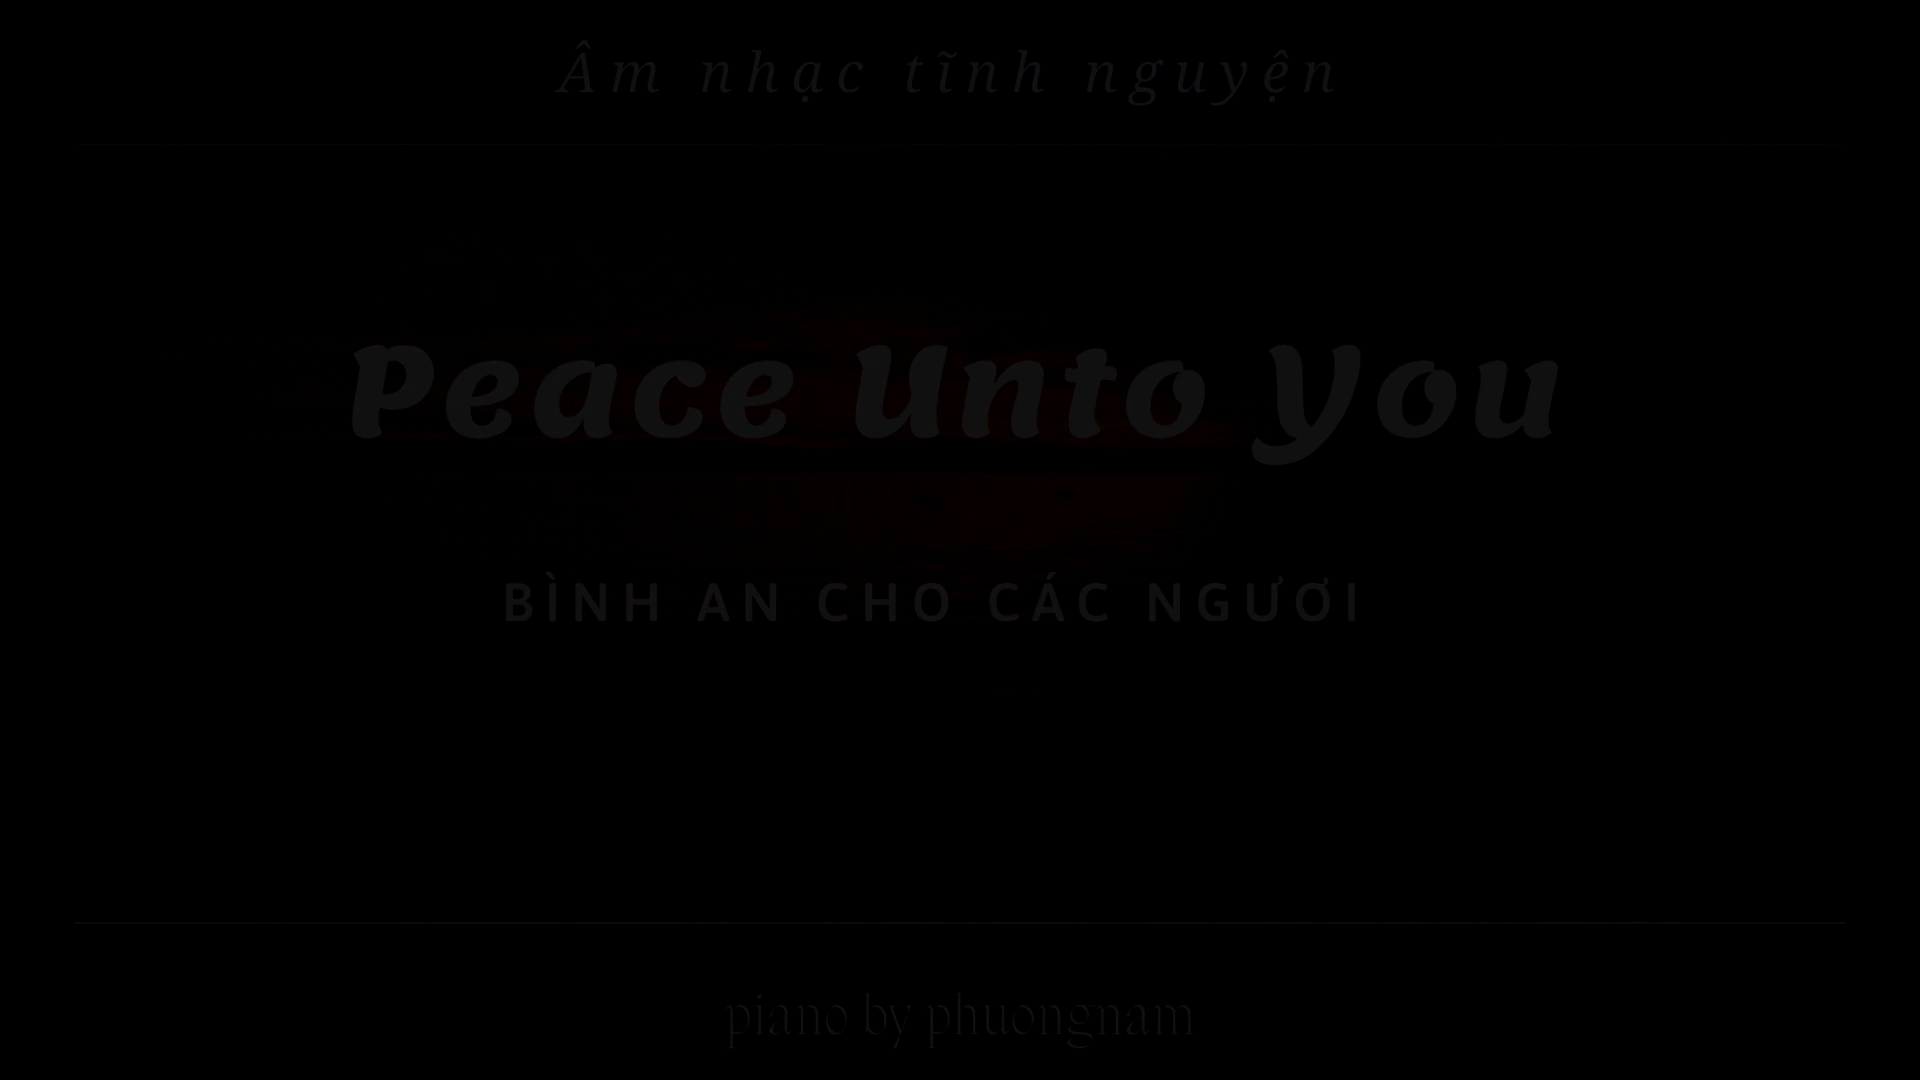 Âm nhạc tĩnh nguyện
Peace Unto You
BÌNH AN CHO CÁC NGƯƠI
piano by phuongnam